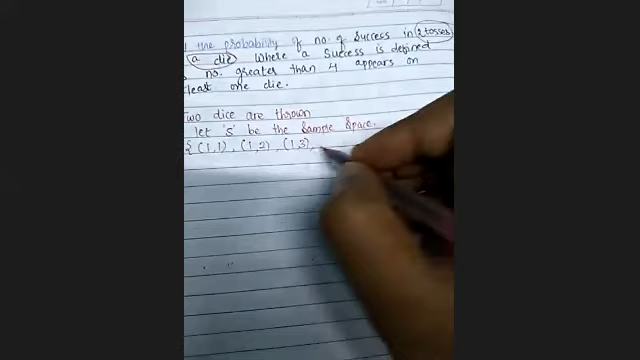 the probability of no. of Success in 2 tosses
a die where a Success is defined
no. greater than 4 appears on
least one die.
Two dice are thrown
let 'S' be the Sample Space.
{(1,1), (1,2), (1,3),